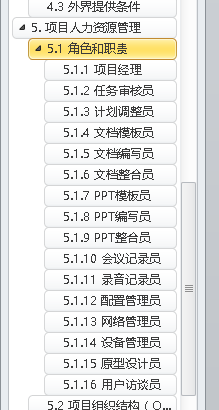 4.3 外界提供条件
5. 项目人力资源管理
5.1 角色和职责
5.1.1 项目经理
5.1.2 任务审核员
5.1.3 计划调整员
5.1.4 文档模板员
5.1.5 文档编写员
5.1.6 文档整合员
5.1.7 PPT模板员
5.1.8 PPT编写员
5.1.9 PPT整合员
5.1.10 会议记录员
5.1.11 录音记录员
5.1.12 配置管理员
5.1.13 网络管理员
5.1.14 设备管理员
5.1.15 原型设计员
5.1.16 用户访谈员
5.2 项目组织结构（O...